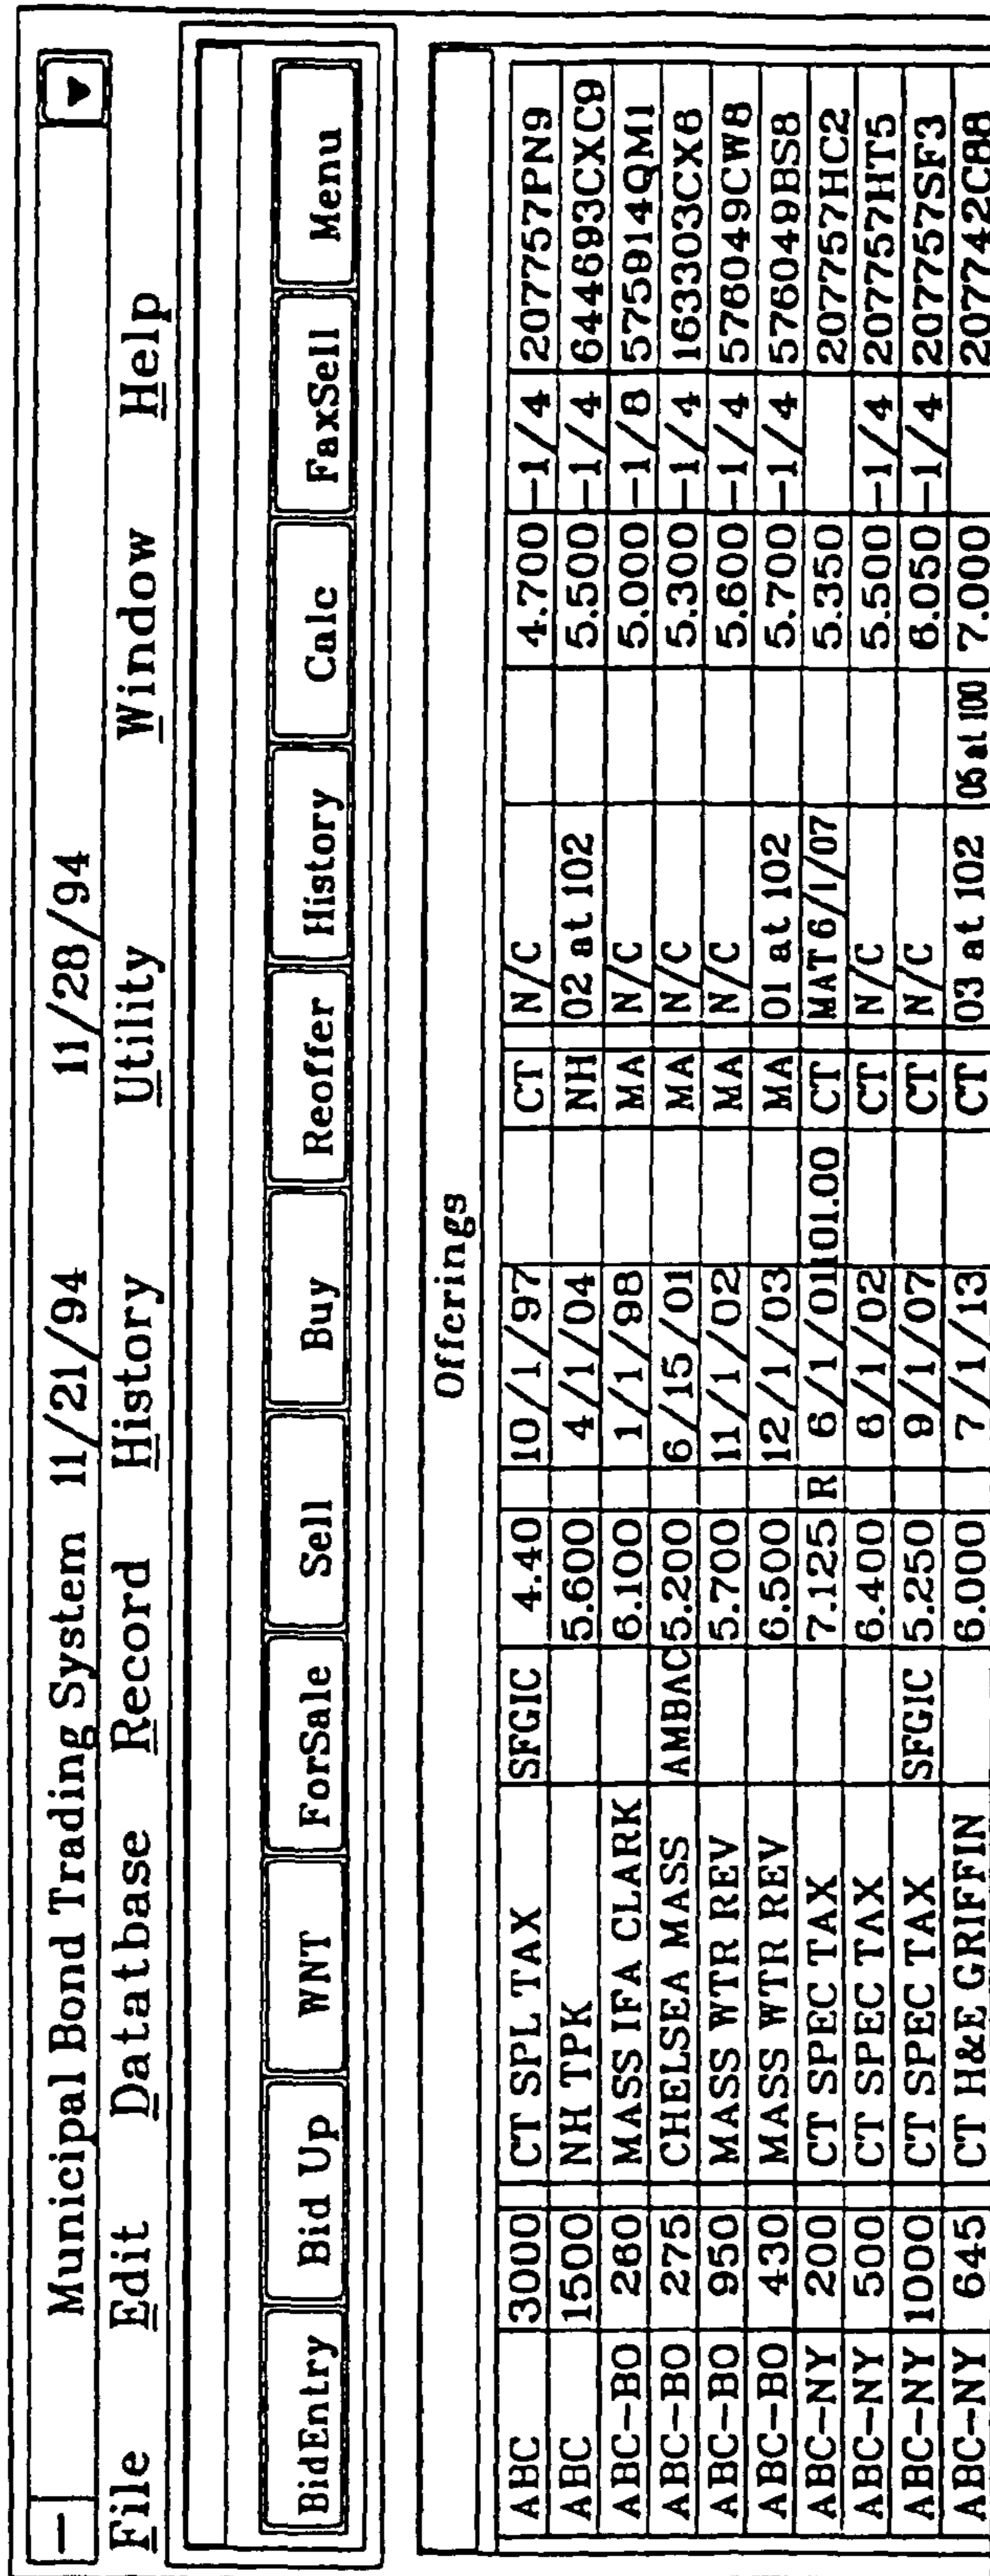 Municipal Bond Trading System 11/21/94 11/28/94
File Edit Datatbase Record History Utility Window Help
BidEntry Bid Up WNT ForSale Sell Buy Reoffer History Calc FaxSell Menu
Offerings
ABC 3000 CT SPL TAX SFGIC 4.40 10/1/97 CT N/C 4.700 -1/4 207757PN9
ABC 1500 NH TPK 5.600 4/1/04 NH 02 at 102 5.500 -1/4 644693CXC9
ABC-BO 260 MASS IFA CLARK 6.100 1/1/98 MA N/C 5.000 -1/8 575914QM1
ABC-BO 275 CHELSEA MASS AMBAC 5.200 6/15/01 MA N/C 5.300 -1/4 163303CX6
ABC-BO 950 MASS WTR REV 5.700 11/1/02 MA N/C 5.600 -1/4 576049CW8
ABC-BO 430 MASS WTR REV 6.500 12/1/03 MA 01 at 102 5.700 -1/4 576049BS8
ABC-NY 200 CT SPEC TAX 7.125 R 6/1/01 101.00 CT MAT 6/1/07 5.350 207757HC2
ABC-NY 500 CT SPEC TAX 6.400 6/1/02 CT N/C 5.500 -1/4 207757HT5
ABC-NY 1000 CT SPEC TAX SFGIC 5.250 9/1/07 CT N/C 6.050 -1/4 207757SF3
ABC-NY 645 CT H&E GRIFFIN 6.000 7/1/13 CT 03 at 102 05 at 100 7.000 207742C88